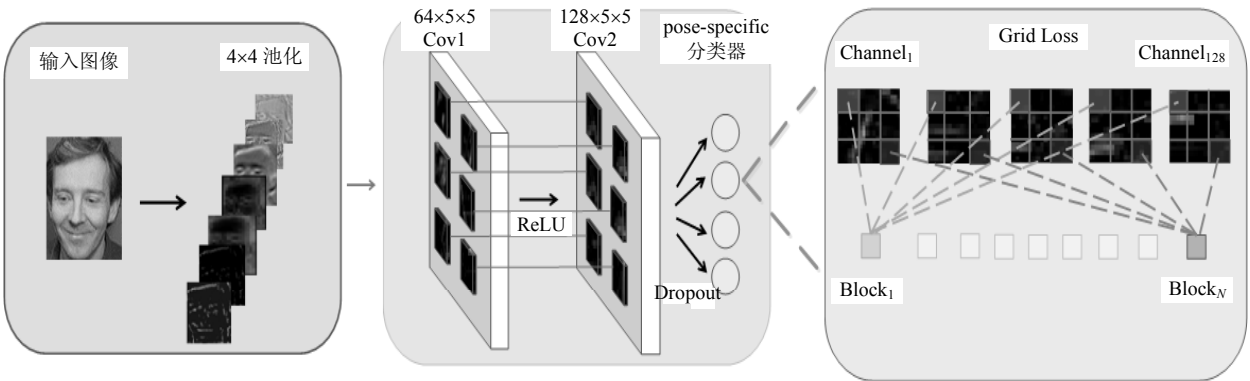 输入图像
4×4 池化
64×5×5
Cov1
128×5×5
Cov2
pose-specific
分类器
ReLU
Dropout
Grid Loss
Channel₁
Channel₁₂₈
Block₁
Block_N